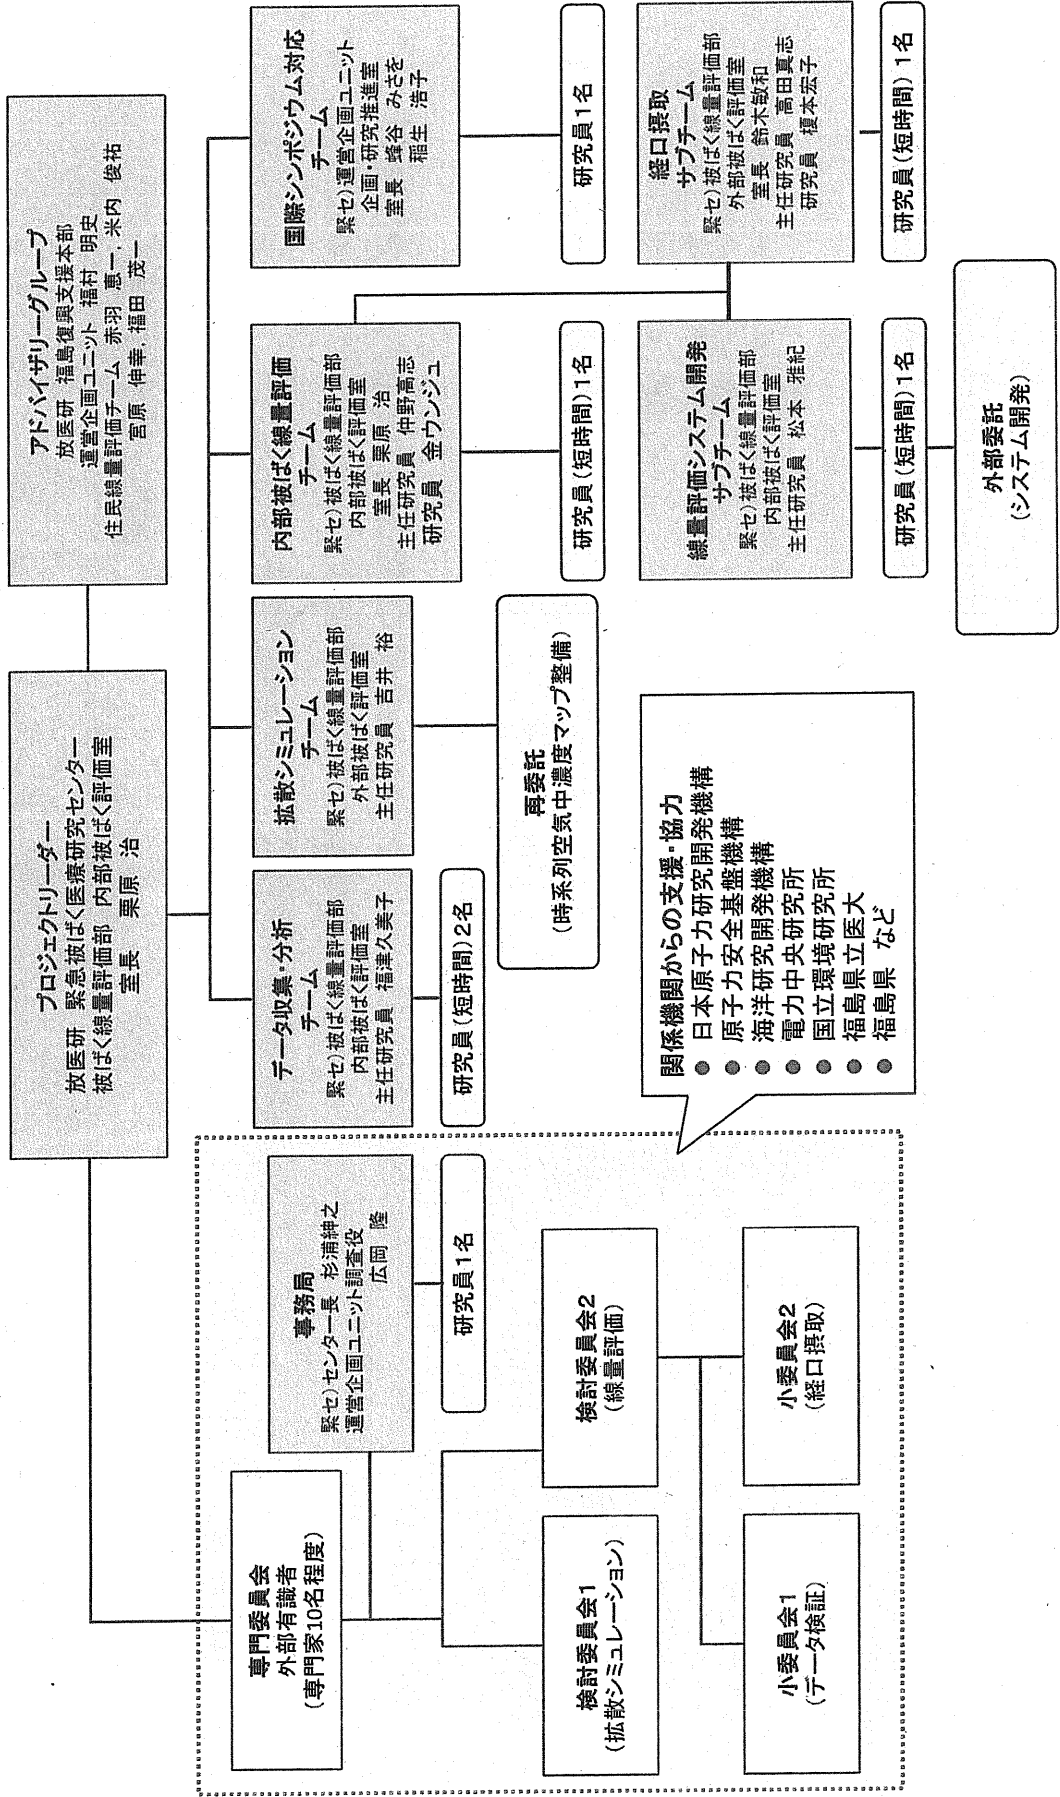 プロジェクトリーダー
放医研　緊急被ばく医療研究センター
被ばく線量評価部　内部被ばく評価室
室長　栗原　治
アドバイザリーグループ
放医研　福島復興支援本部
運営企画ユニット　福村　明史
住民線量評価チーム　赤羽　恵一，米内　俊祐
宮原　伸幸，福田　茂一
専門委員会
外部有識者
(専門家10名程度)
事務局
緊セ)センター長　杉浦紳之
運営企画ユニット調査役
広岡　隆
研究員1名
検討委員会1
(拡散シミュレーション)
検討委員会2
(線量評価)
小委員会1
(データ検証)
小委員会2
(経口摂取)
データ収集・分析
チーム
緊セ)被ばく線量評価部
内部被ばく評価室
主任研究員　福津久美子
研究員(短時間)2名
拡散シミュレーション
チーム
緊セ)被ばく線量評価部
外部被ばく評価室
主任研究員　吉井　裕
再委託
(時系列空気中濃度マップ整備)
内部被ばく線量評価
チーム
緊セ)被ばく線量評価部
内部被ばく評価室
室長　栗原　治
主任研究員　仲野高志
研究員　金ウンジュ
研究員(短時間)1名
国際シンポジウム対応
チーム
緊セ)運営企画ユニット
企画・研究推進室
室長　蜂谷　みさを
稲生　浩子
研究員1名
線量評価システム開発
サブチーム
緊セ)被ばく線量評価部
内部被ばく評価室
主任研究員　松本　雅紀
研究員(短時間)1名
外部委託
(システム開発)
経口摂取
サブチーム
緊セ)被ばく線量評価部
外部被ばく評価室
室長　鈴木敏和
主任研究員　高田真志
研究員　榎本宏子
研究員(短時間)1名
関係機関からの支援・協力
● 日本原子力研究開発機構
● 原子力安全基盤機構
● 海洋研究開発機構
● 電力中央研究所
● 国立環境研究所
● 福島県立医大
● 福島県　など